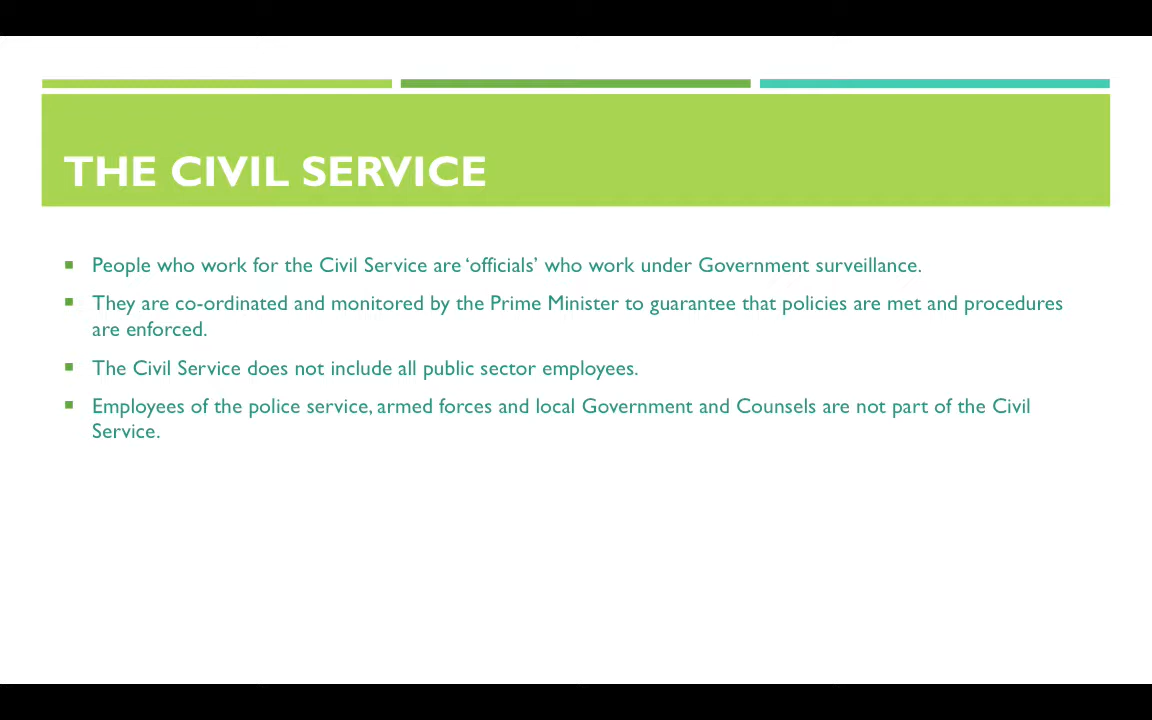 THE CIVIL SERVICE
People who work for the Civil Service are ‘officials’ who work under Government surveillance.
They are co-ordinated and monitored by the Prime Minister to guarantee that policies are met and procedures
are enforced.
The Civil Service does not include all public sector employees.
Employees of the police service, armed forces and local Government and Counsels are not part of the Civil
Service.